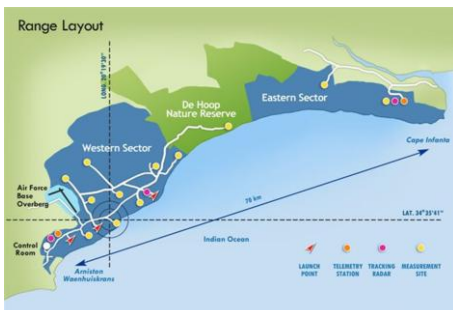 Range Layout
LONG. 20°19'30"
De Hoop
Nature Reserve
Eastern Sector
Western Sector
Cape Infanta
Air Force
Base
Overberg
70 km
LAT. 34°35'41"
Control
Room
Indian Ocean
Arniston
Waenhuiskrans
LAUNCH
POINT
TELEMETRY
STATION
TRACKING
RADAR
MEASUREMENT
SITE